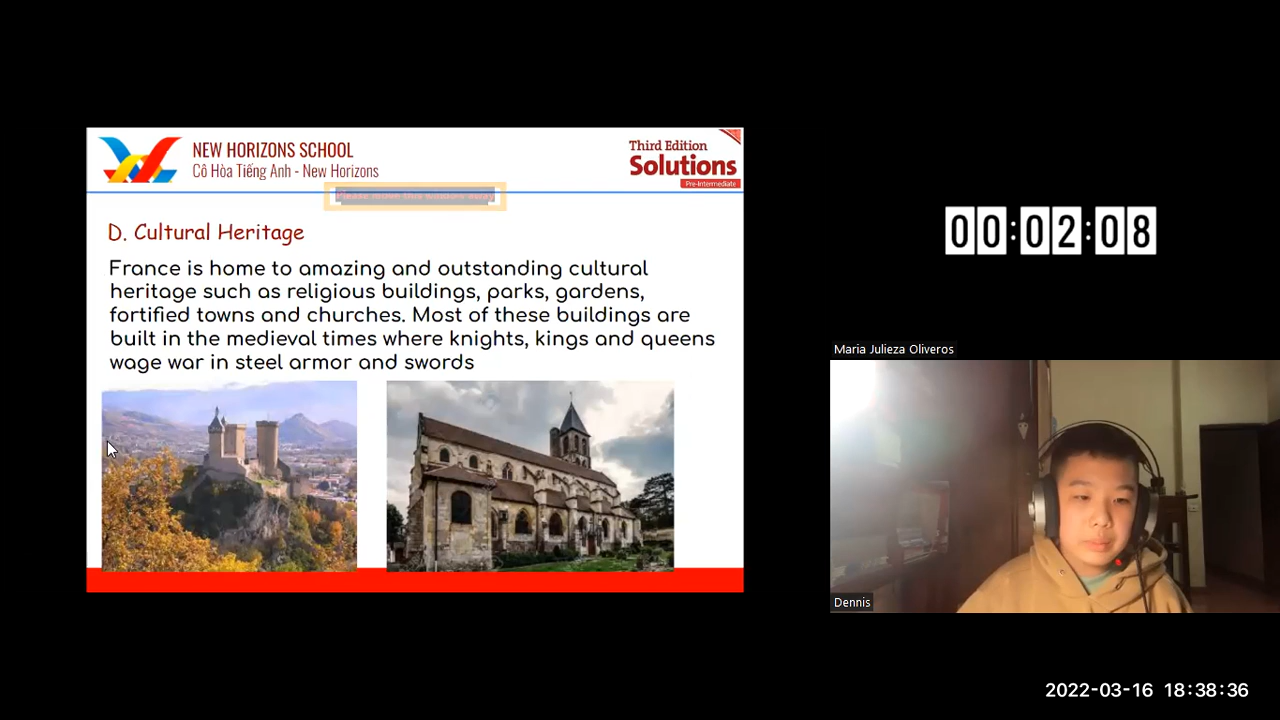 NEW HORIZONS SCHOOL
Cô Hòa Tiếng Anh - New Horizons
Third Edition
Solutions
Pre-Intermediate
D. Cultural Heritage
France is home to amazing and outstanding cultural
heritage such as religious buildings, parks, gardens,
fortified towns and churches. Most of these buildings are
built in the medieval times where knights, kings and queens
wage war in steel armor and swords
00:02:08
Maria Julieza Oliveros
Dennis
2022-03-16 18:38:36